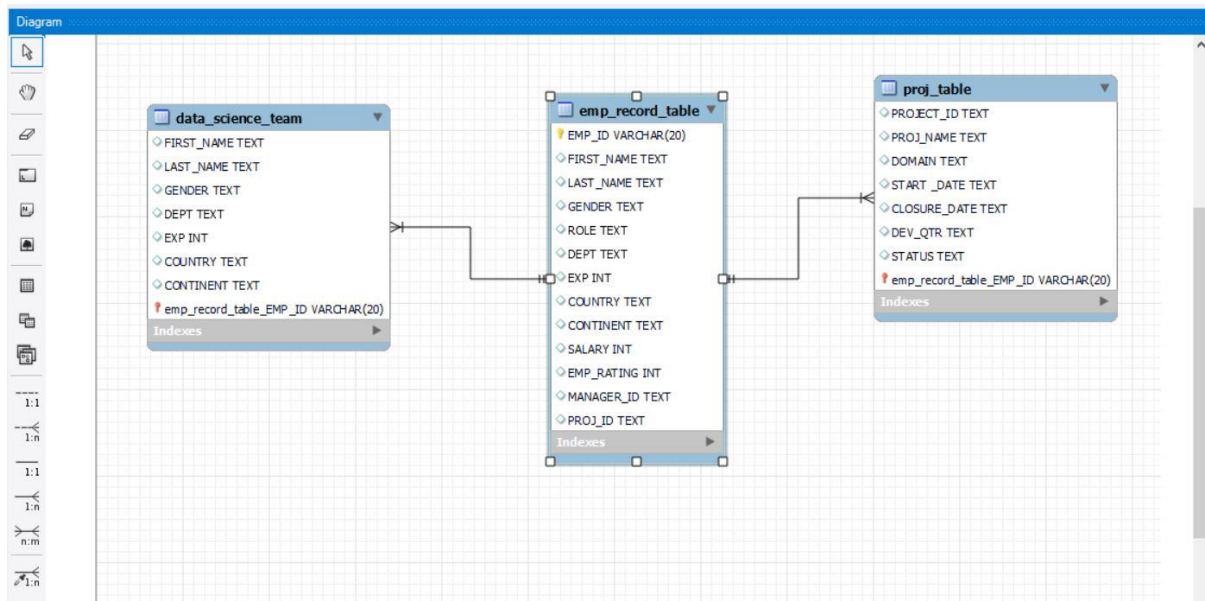 Diagram
data_science_team
FIRST_NAME TEXT
LAST_NAME TEXT
GENDER TEXT
DEPT TEXT
EXP INT
COUNTRY TEXT
CONTINENT TEXT
emp_record_table_EMP_ID VARCHAR(20)
Indexes
emp_record_table
EMP_ID VARCHAR(20)
FIRST_NAME TEXT
LAST_NAME TEXT
GENDER TEXT
ROLE TEXT
DEPT TEXT
EXP INT
COUNTRY TEXT
CONTINENT TEXT
SALARY INT
EMP_RATING INT
MANAGER_ID TEXT
PROJ_ID TEXT
Indexes
proj_table
PROJECT_ID TEXT
PROJ_NAME TEXT
DOMAIN TEXT
START _DATE TEXT
CLOSURE_DATE TEXT
DEV_QTR TEXT
STATUS TEXT
emp_record_table_EMP_ID VARCHAR(20)
Indexes
1:1
1:n
1:1
1:n
n:m
1:n